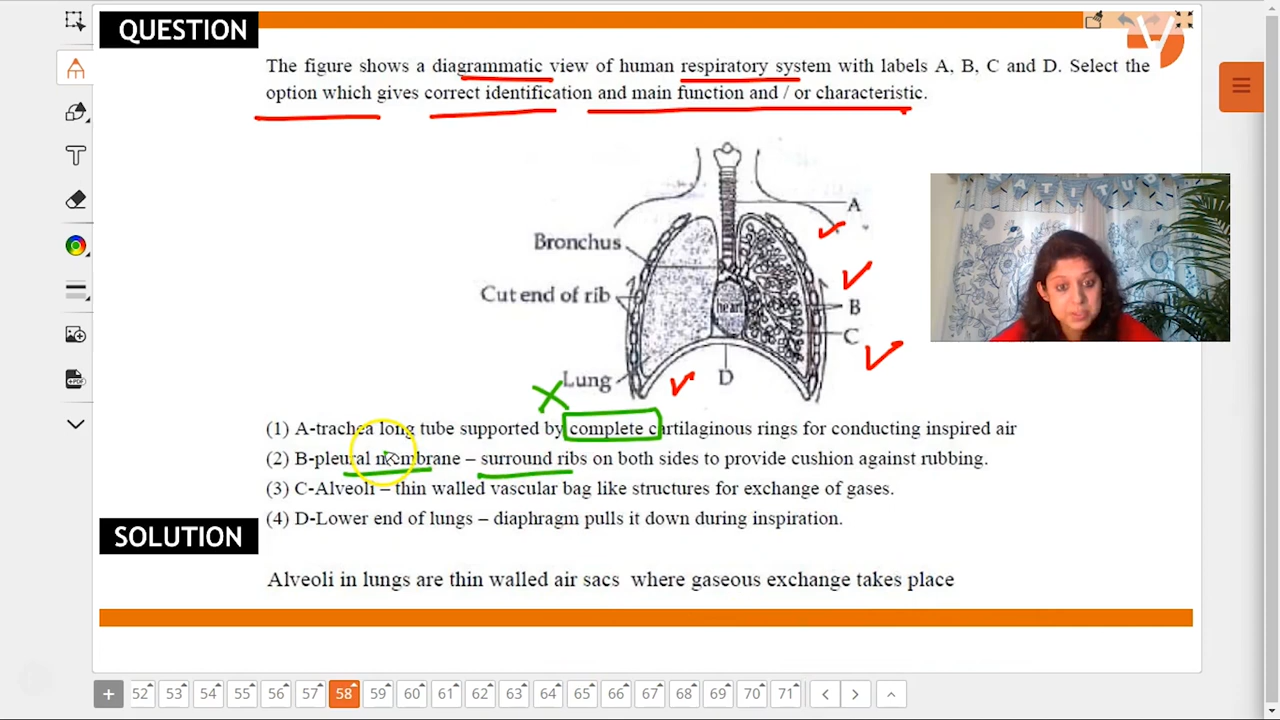 QUESTION
The figure shows a diagrammatic view of human respiratory system with labels A, B, C and D. Select the
option which gives correct identification and main function and / or characteristic.
A
Bronchus
Cut end of rib
heart
B
C
Lung
D
(1) A-trachea long tube supported by complete cartilaginous rings for conducting inspired air
(2) B-pleural membrane – surround ribs on both sides to provide cushion against rubbing.
(3) C-Alveoli – thin walled vascular bag like structures for exchange of gases.
(4) D-Lower end of lungs – diaphragm pulls it down during inspiration.
SOLUTION
Alveoli in lungs are thin walled air sacs where gaseous exchange takes place
52 53 54 55 56 57 58 59 60 61 62 63 64 65 66 67 68 69 70 71